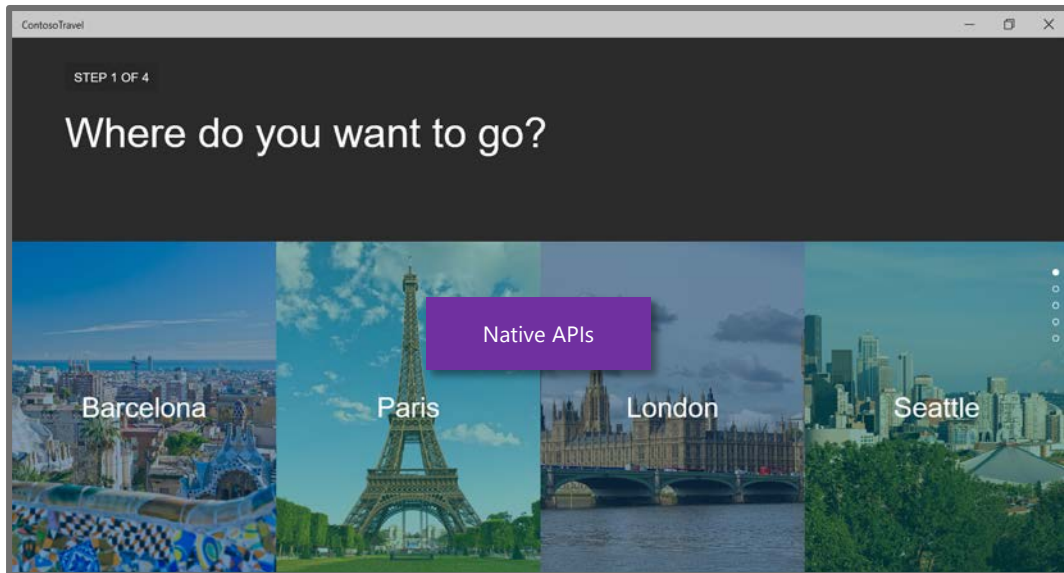 ContosoTravel
STEP 1 OF 4
Where do you want to go?
Native APIs
Barcelona
Paris
London
Seattle